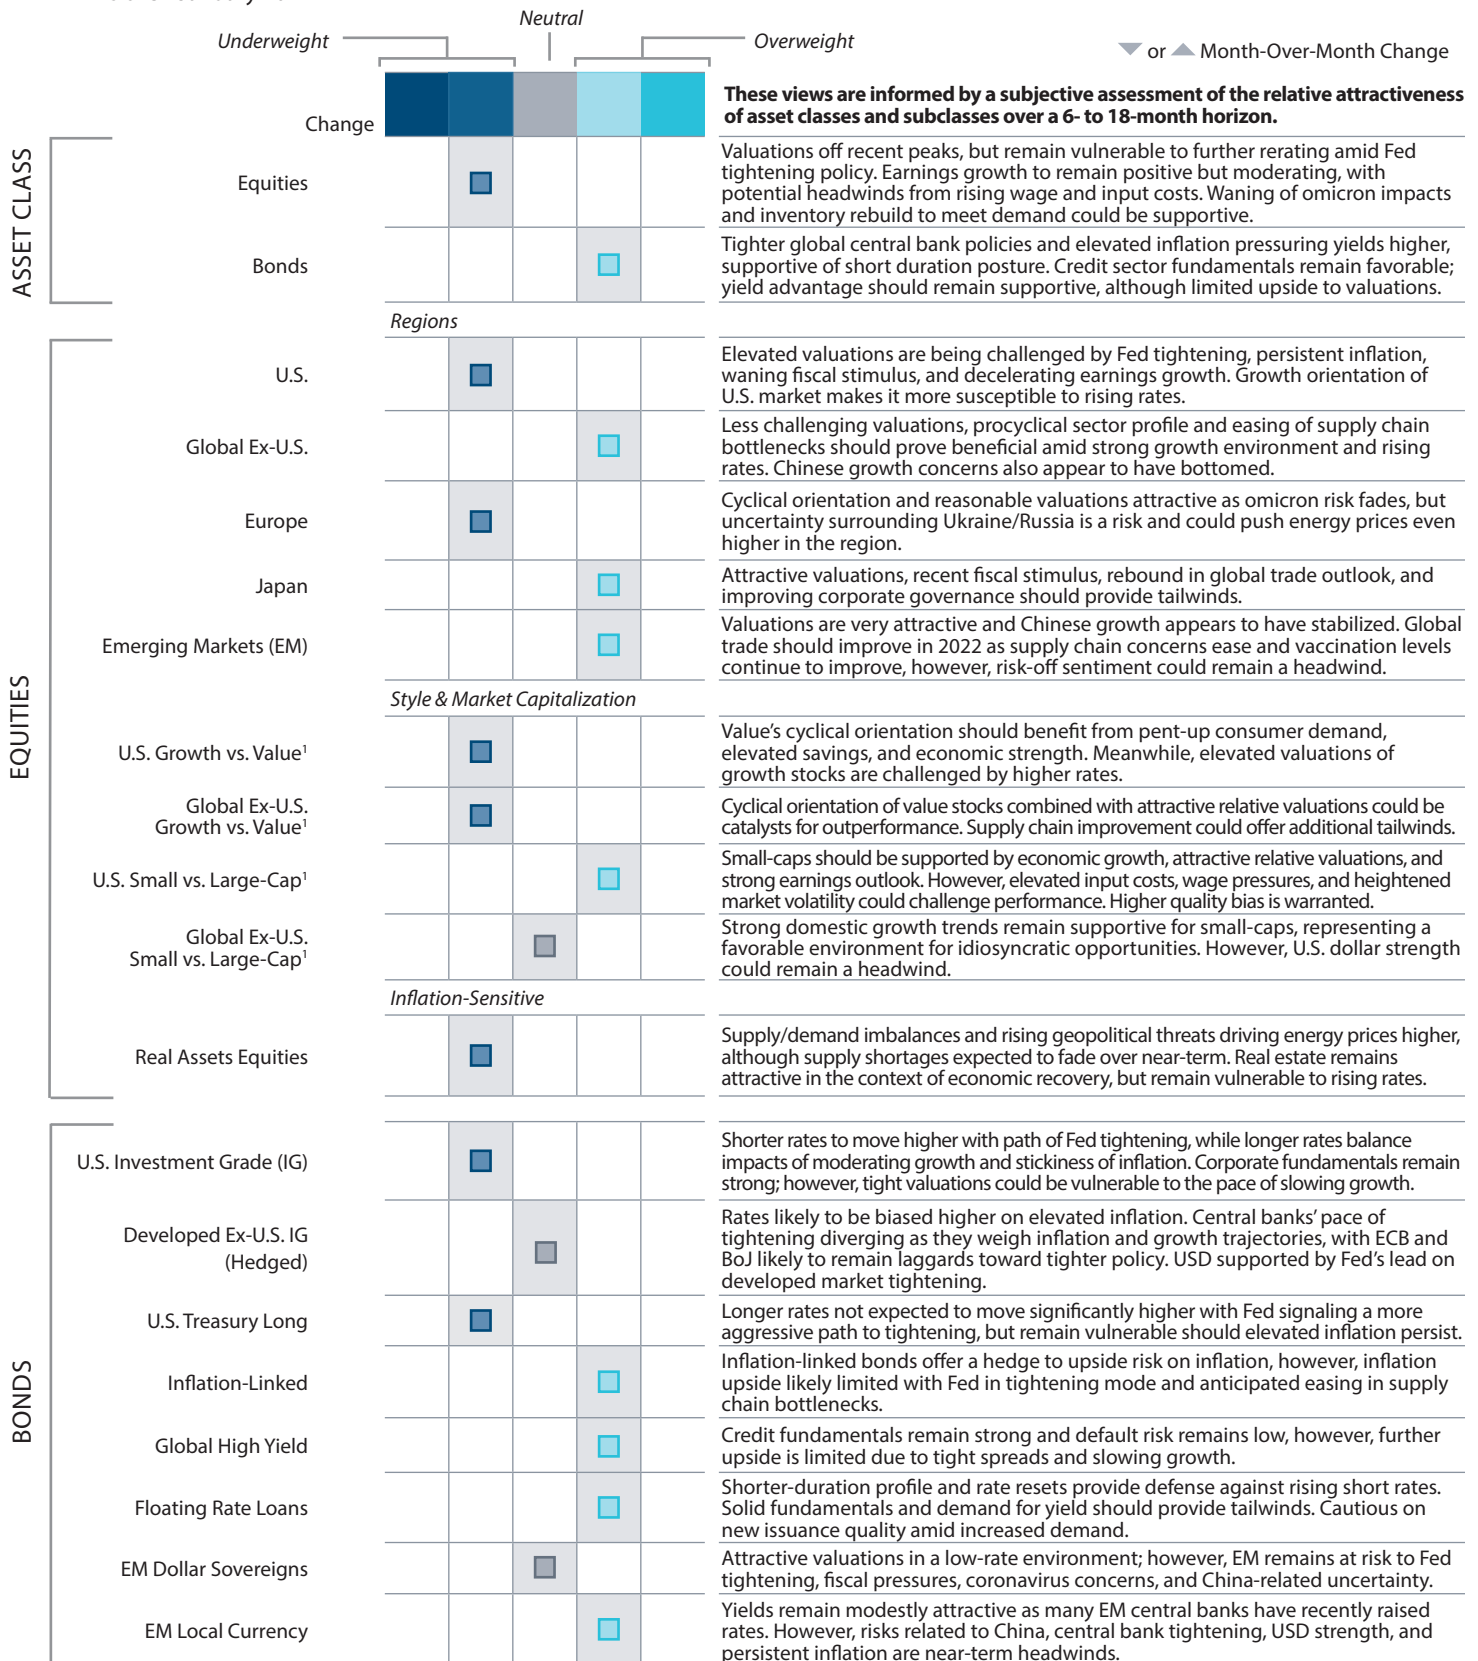 Neutral
Underweight
Overweight
or Month-Over-Month Change
Change
These views are informed by a subjective assessment of the relative attractiveness
of asset classes and subclasses over a 6- to 18-month horizon.
ASSET CLASS
Equities
Valuations off recent peaks, but remain vulnerable to further rerating amid Fed
tightening policy. Earnings growth to remain positive but moderating, with
potential headwinds from rising wage and input costs. Waning of omicron impacts
and inventory rebuild to meet demand could be supportive.
Bonds
Tighter global central bank policies and elevated inflation pressuring yields higher,
supportive of short duration posture. Credit sector fundamentals remain favorable;
yield advantage should remain supportive, although limited upside to valuations.
EQUITIES
Regions
U.S.
Elevated valuations are being challenged by Fed tightening, persistent inflation,
waning fiscal stimulus, and decelerating earnings growth. Growth orientation of
U.S. market makes it more susceptible to rising rates.
Global Ex-U.S.
Less challenging valuations, procyclical sector profile and easing of supply chain
bottlenecks should prove beneficial amid strong growth environment and rising
rates. Chinese growth concerns also appear to have bottomed.
Europe
Cyclical orientation and reasonable valuations attractive as omicron risk fades, but
uncertainty surrounding Ukraine/Russia is a risk and could push energy prices even
higher in the region.
Japan
Attractive valuations, recent fiscal stimulus, rebound in global trade outlook, and
improving corporate governance should provide tailwinds.
Emerging Markets (EM)
Valuations are very attractive and Chinese growth appears to have stabilized. Global
trade should improve in 2022 as supply chain concerns ease and vaccination levels
continue to improve, however, risk-off sentiment could remain a headwind.
Style & Market Capitalization
U.S. Growth vs. Value¹
Value's cyclical orientation should benefit from pent-up consumer demand,
elevated savings, and economic strength. Meanwhile, elevated valuations of
growth stocks are challenged by higher rates.
Global Ex-U.S.
Growth vs. Value¹
Cyclical orientation of value stocks combined with attractive relative valuations could be
catalysts for outperformance. Supply chain improvement could offer additional tailwinds.
U.S. Small vs. Large-Cap¹
Small-caps should be supported by economic growth, attractive relative valuations, and
strong earnings outlook. However, elevated input costs, wage pressures, and heightened
market volatility could challenge performance. Higher quality bias is warranted.
Global Ex-U.S.
Small vs. Large-Cap¹
Strong domestic growth trends remain supportive for small-caps, representing a
favorable environment for idiosyncratic opportunities. However, U.S. dollar strength
could remain a headwind.
Inflation-Sensitive
Real Assets Equities
Supply/demand imbalances and rising geopolitical threats driving energy prices higher,
although supply shortages expected to fade over near-term. Real estate remains
attractive in the context of economic recovery, but remain vulnerable to rising rates.
BONDS
U.S. Investment Grade (IG)
Shorter rates to move higher with path of Fed tightening, while longer rates balance
impacts of moderating growth and stickiness of inflation. Corporate fundamentals remain
strong; however, tight valuations could be vulnerable to the pace of slowing growth.
Developed Ex-U.S. IG
(Hedged)
Rates likely to be biased higher on elevated inflation. Central banks' pace of
tightening diverging as they weigh inflation and growth trajectories, with ECB and
BoJ likely to remain laggards toward tighter policy. USD supported by Fed's lead on
developed market tightening.
U.S. Treasury Long
Longer rates not expected to move significantly higher with Fed signaling a more
aggressive path to tightening, but remain vulnerable should elevated inflation persist.
Inflation-Linked
Inflation-linked bonds offer a hedge to upside risk on inflation, however, inflation
upside likely limited with Fed in tightening mode and anticipated easing in supply
chain bottlenecks.
Global High Yield
Credit fundamentals remain strong and default risk remains low, however, further
upside is limited due to tight spreads and slowing growth.
Floating Rate Loans
Shorter-duration profile and rate resets provide defense against rising short rates.
Solid fundamentals and demand for yield should provide tailwinds. Cautious on
new issuance quality amid increased demand.
EM Dollar Sovereigns
Attractive valuations in a low-rate environment; however, EM remains at risk to Fed
tightening, fiscal pressures, coronavirus concerns, and China-related uncertainty.
EM Local Currency
Yields remain modestly attractive as many EM central banks have recently raised
rates. However, risks related to China, central bank tightening, USD strength, and
persistent inflation are near-term headwinds.